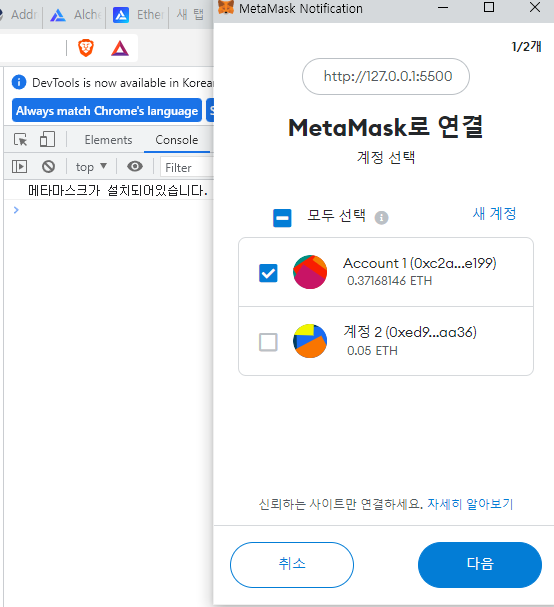 Addr
Alche
Ether
새 탭
DevTools is now available in Korean
Always match Chrome's language
S
Elements
Console
top
Filter
메타마스크가 설치되어있습니다.
MetaMask Notification
1/2개
http://127.0.0.1:5500
MetaMask로 연결
계정 선택
모두 선택
새 계정
Account 1 (0xc2a...e199)
0.37168146 ETH
계정 2 (0xed9...aa36)
0.05 ETH
신뢰하는 사이트만 연결하세요. 자세히 알아보기
취소
다음